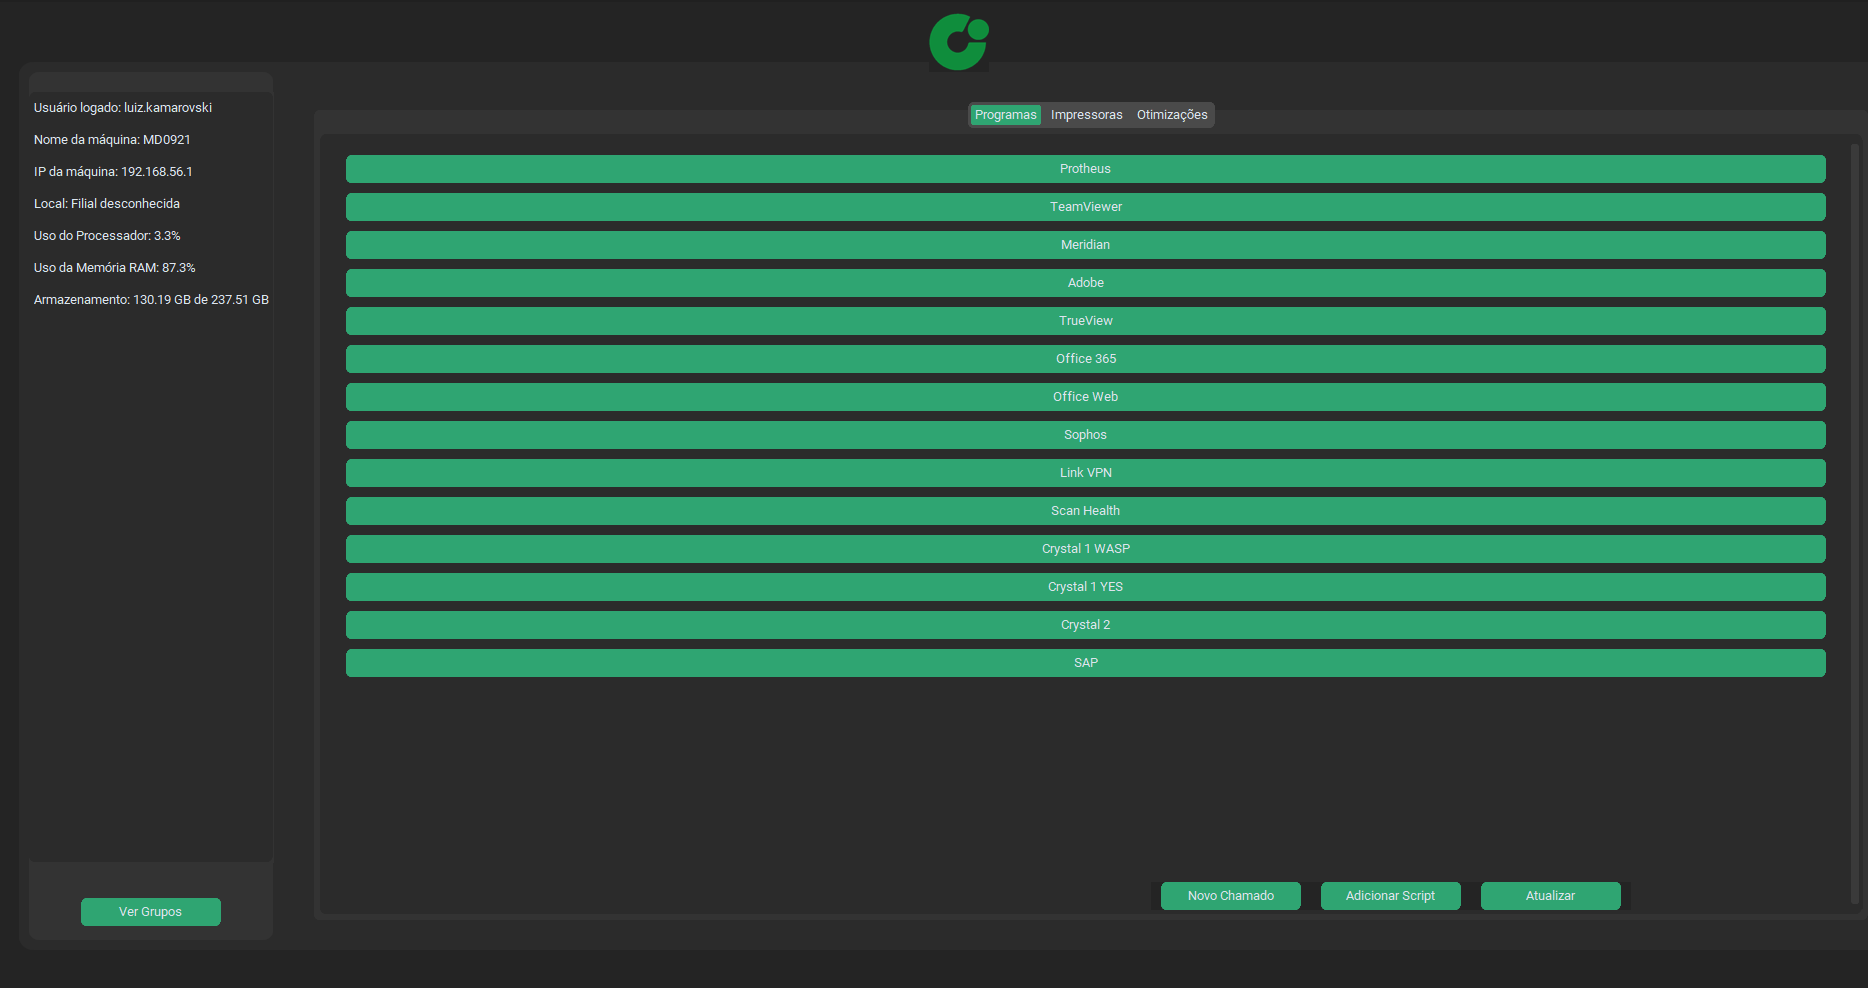 Usuário logado: luiz.kamarovski
Nome da máquina: MD0921
IP da máquina: 192.168.56.1
Local: Filial desconhecida
Uso do Processador: 3.3%
Uso da Memória RAM: 87.3%
Armazenamento: 130.19 GB de 237.51 GB
Ver Grupos
Programas Impressoras Otimizações
Protheus
TeamViewer
Meridian
Adobe
TrueView
Office 365
Office Web
Sophos
Link VPN
Scan Health
Crystal 1 WASP
Crystal 1 YES
Crystal 2
SAP
Novo Chamado Adicionar Script Atualizar